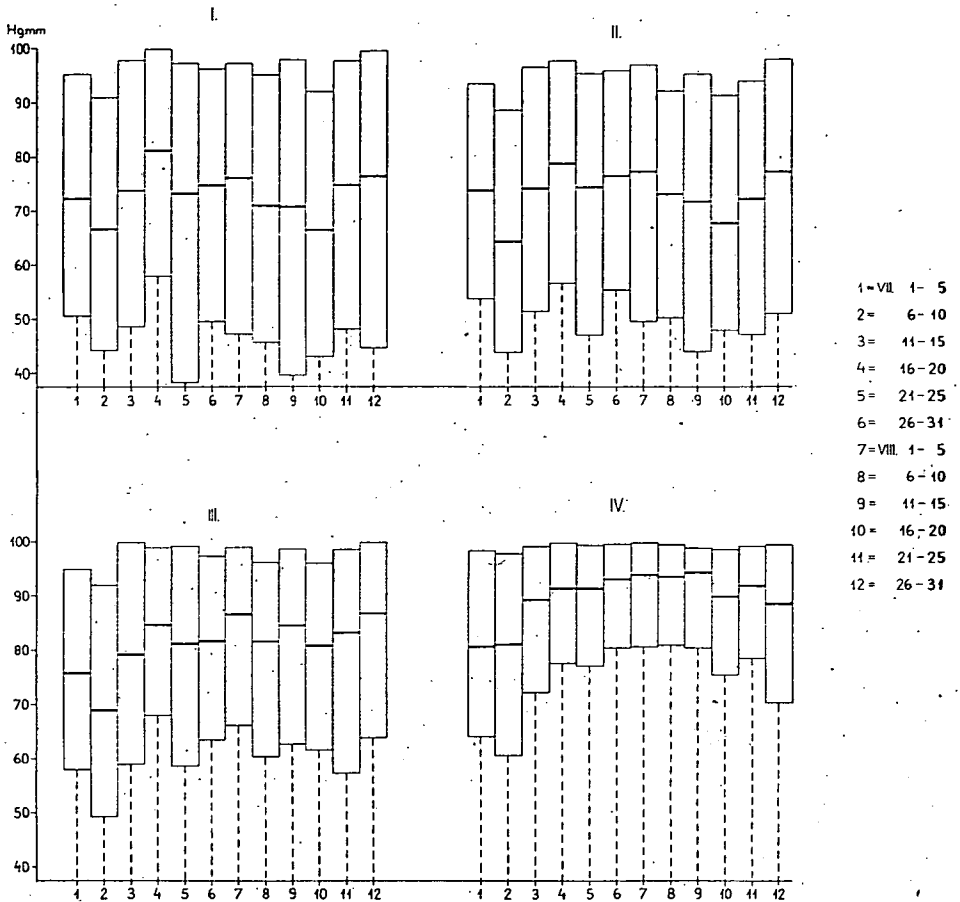 I.
Hgmm
II.
100
90
80
70
60
50
40
1 2 3 4 5 6 7 8 9 10 11 12
1 2 3 4 5 6 7 8 9 10 11 12
1 = VII. 1 - 5
2 = 6 - 10
3 = 11 - 15
4 = 16 - 20
5 = 21 - 25
6 = 26 - 31
7 = VIII. 1 - 5
8 = 6 - 10
9 = 11 - 15
10 = 16 - 20
11 = 21 - 25
12 = 26 - 31
III.
IV.
100
90
80
70
60
50
40
1 2 3 4 5 6 7 8 9 10 11 12
1 2 3 4 5 6 7 8 9 10 11 12